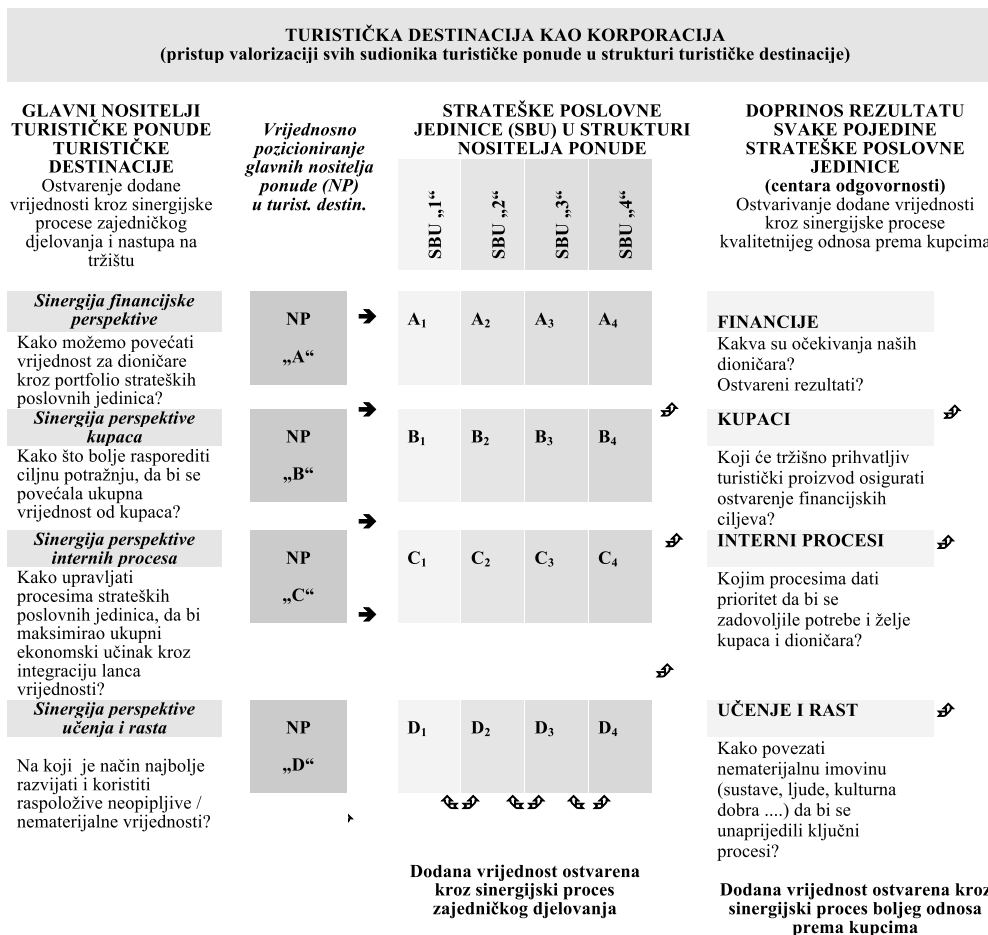 TURISTIČKA DESTINACIJA KAO KORPORACIJA
(pristup valorizaciji svih sudionika turističke ponude u strukturi turističke destinacije)
GLAVNI NOSITELJI
TURISTIČKE PONUDE
TURISTIČKE
DESTINACIJE
Ostvarenje dodane
vrijednosti kroz sinergijske
procese zajedničkog
djelovanja i nastupa na
tržištu
Vrijednosno
pozicioniranje
glavnih nositelja
ponude (NP)
u turist. destin.
STRATEŠKE POSLOVNE
JEDINICE (SBU) U STRUKTURI
NOSITELJA PONUDE
SBU „1“
SBU „2“
SBU „3“
SBU „4“
DOPRINOS REZULTATU
SVAKE POJEDINE
STRATEŠKE POSLOVNE
JEDINICE
(centara odgovornosti)
Ostvarivanje dodane vrijednosti
kroz sinergijske procese
kvalitetnijeg odnosa prema kupcima
Sinergija financijske
perspektive
Kako možemo povećati
vrijednost za dioničare
kroz portfolio strateških
poslovnih jedinica?
NP
„A“
A₁ A₂ A₃ A₄
FINANCIJE
Kakva su očekivanja naših
dioničara?
Ostvareni rezultati?
Sinergija perspektive
kupaca
Kako što bolje rasporediti
ciljnu potražnju, da bi se
povećala ukupna
vrijednost od kupaca?
NP
„B“
B₁ B₂ B₃ B₄
KUPACI
Koji će tržišno prihvatljiv
turistički proizvod osigurati
ostvarenje financijskih
ciljeva?
Sinergija perspektive
internih procesa
Kako upravljati
procesima strateških
poslovnih jedinica, da bi
maksimirao ukupni
ekonomski učinak kroz
integraciju lanca
vrijednosti?
NP
„C“
C₁ C₂ C₃ C₄
INTERNI PROCESI
Kojim procesima dati
prioritet da bi se
zadovoljile potrebe i želje
kupaca i dioničara?
Sinergija perspektive
učenja i rasta
Na koji je način najbolje
razvijati i koristiti
raspoložive neopipljive /
nematerijalne vrijednosti?
NP
„D“
D₁ D₂ D₃ D₄
UČENJE I RAST
Kako povezati
nematerijalnu imovinu
(sustave, ljude, kulturna
dobra ....) da bi se
unaprijedili ključni
procesi?
Dodana vrijednost ostvarena
kroz sinergijski proces
zajedničkog djelovanja
Dodana vrijednost ostvarena kroz
sinergijski proces boljeg odnosa
prema kupcima